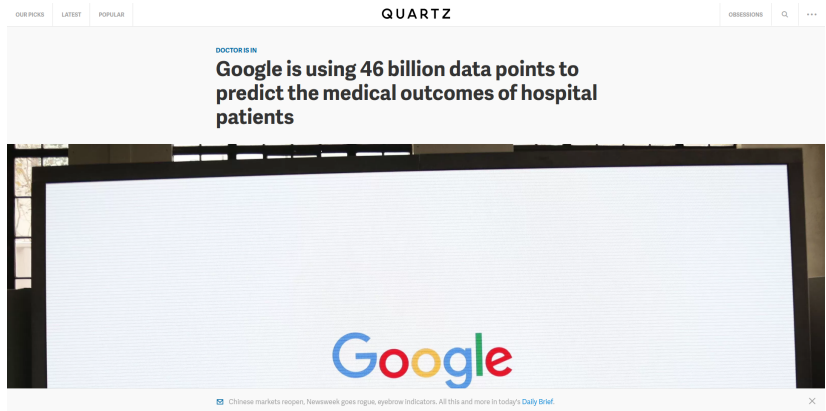 OUR PICKS
LATEST
POPULAR
QUARTZ
OBSESSIONS
DOCTOR IS IN
Google is using 46 billion data points to
predict the medical outcomes of hospital
patients
Google
Chinese markets reopen, Newsweek goes rogue, eyebrow indicators, All this and more in today's Daily Brief.